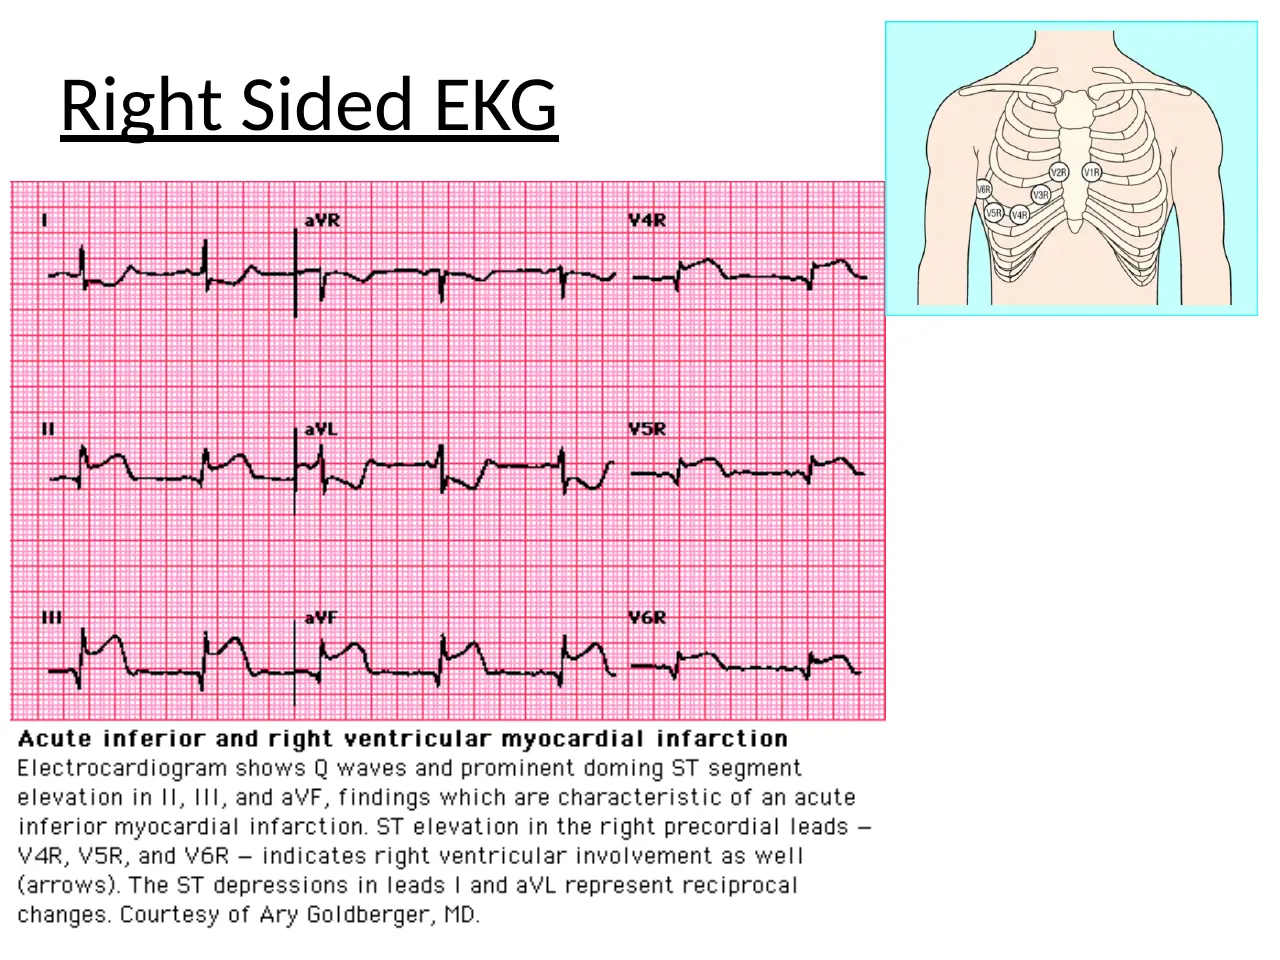 Right Sided EKG
V2R V1R
V6R V3R
V5R V4R
I aVR V4R
II aVL V5R
III aVF V6R
Acute inferior and right ventricular myocardial infarction
Electrocardiogram shows Q waves and prominent doming ST segment
elevation in II, III, and aVF, findings which are characteristic of an acute
inferior myocardial infarction. ST elevation in the right precordial leads –
V4R, V5R, and V6R – indicates right ventricular involvement as well
(arrows). The ST depressions in leads I and aVL represent reciprocal
changes. Courtesy of Ary Goldberger, MD.